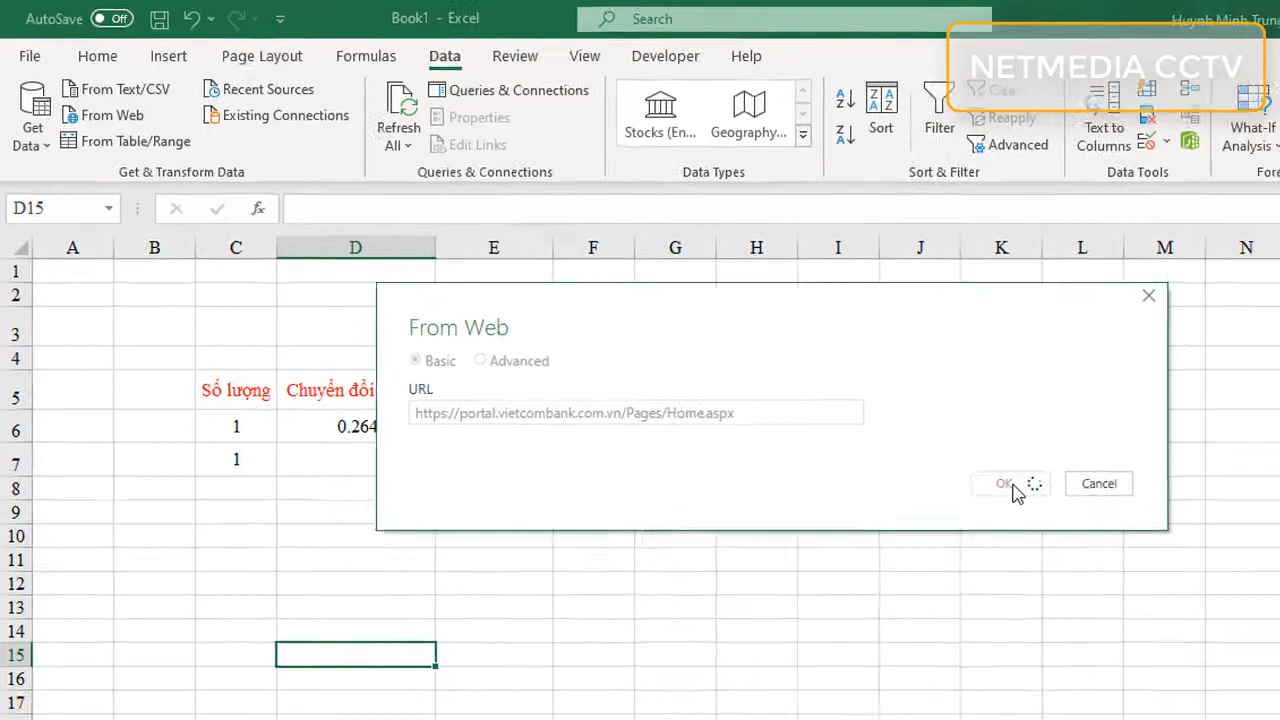 AutoSave Off Book1 - Excel Search
File Home Insert Page Layout Formulas Data Review View Developer Help
NETMEDIA CCTV
Get Data
From Text/CSV
From Web
From Table/Range
Recent Sources
Existing Connections
Get & Transform Data
Refresh All
Queries & Connections
Properties
Edit Links
Queries & Connections
Stocks (En...
Geography...
Data Types
Sort
Filter
Reapply
Advanced
Sort & Filter
Text to Columns
Data Tools
What-If Analysis
D15
fx
A B C D E F G H I J K L M N
1
2
3
4
5 Số lượng Chuyển đổi
6 1 0.264
7 1
8
9
10
11
12
13
14
15
16
17
From Web
Basic Advanced
URL
https://portal.vietcombank.com.vn/Pages/Home.aspx
OK Cancel